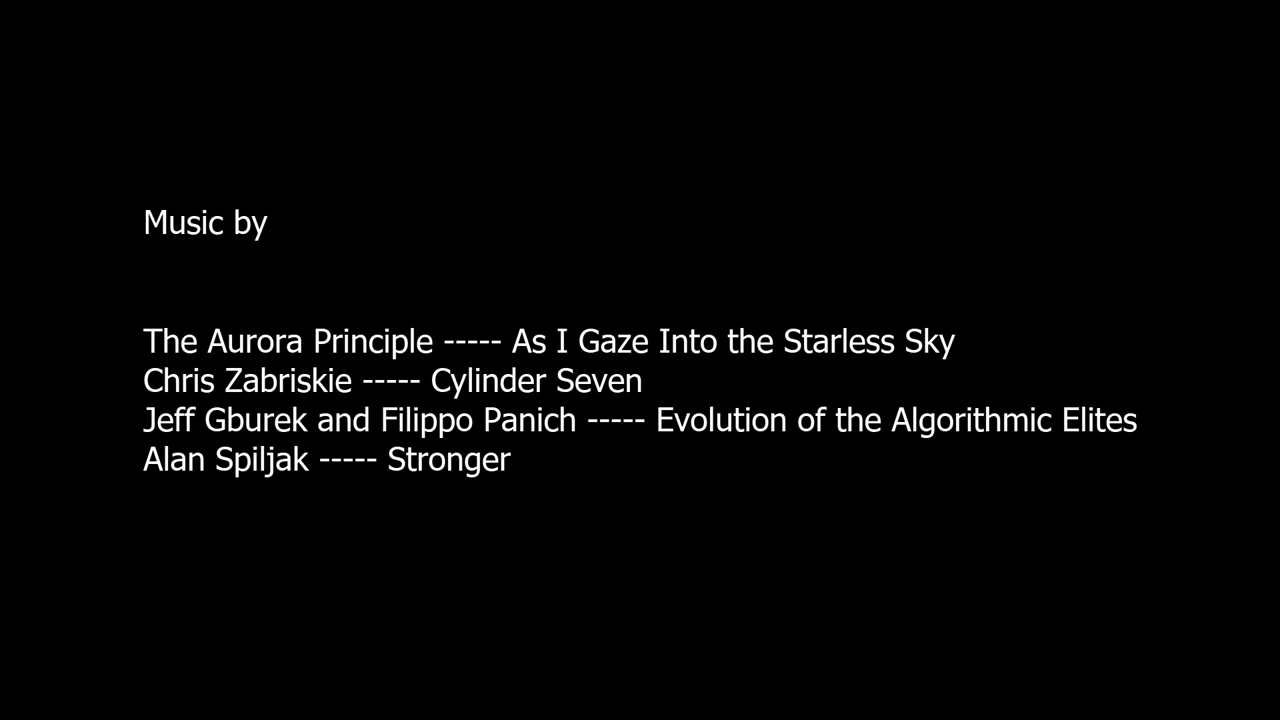 Music by
The Aurora Principle ----- As I Gaze Into the Starless Sky
Chris Zabriskie ----- Cylinder Seven
Jeff Gburek and Filippo Panich ----- Evolution of the Algorithmic Elites
Alan Spiljak ----- Stronger